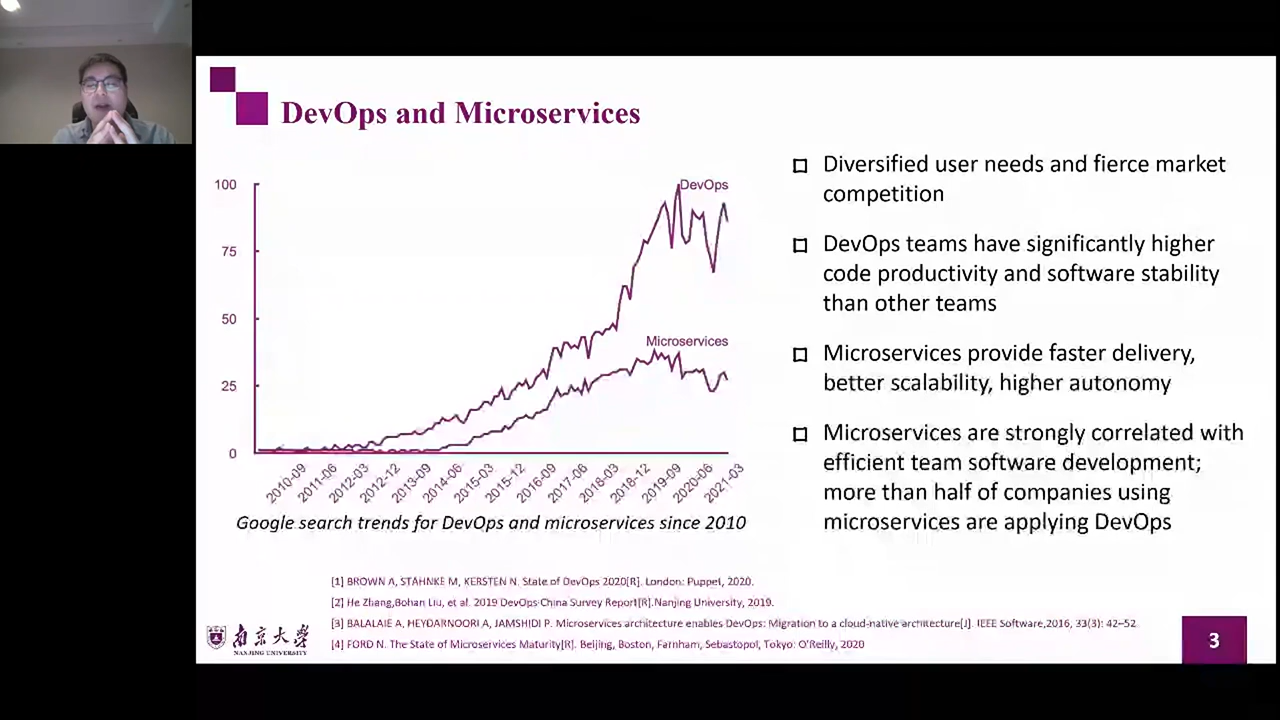 DevOps and Microservices
100
75
50
25
0
DevOps
Microservices
2010-09
2011-06
2012-03
2012-12
2013-09
2014-06
2015-03
2015-12
2016-09
2017-06
2018-03
2018-12
2019-09
2020-06
2021-03
Google search trends for DevOps and microservices since 2010
Diversified user needs and fierce market
competition
DevOps teams have significantly higher
code productivity and software stability
than other teams
Microservices provide faster delivery,
better scalability, higher autonomy
Microservices are strongly correlated with
efficient team software development;
more than half of companies using
microservices are applying DevOps
[1] BROWN A, STAHNKE M, KERSTEN N. State of DevOps 2020[R]. London: Puppet, 2020.
[2] He Zhang,Bohan Liu, et al. 2019 DevOps China Survey Report[R].Nanjing University, 2019.
[3] BALALAIE A, HEYDARNOORI A, JAMSHIDI P. Microservices architecture enables DevOps: Migration to a cloud-native architecture[J]. IEEE Software,2016, 33(3): 42–52.
[4] FORD N. The State of Microservices Maturity[R]. Beijing, Boston, Farnham, Sebastopol, Tokyo: O'Reilly, 2020
南京大学
NANJING UNIVERSITY
3